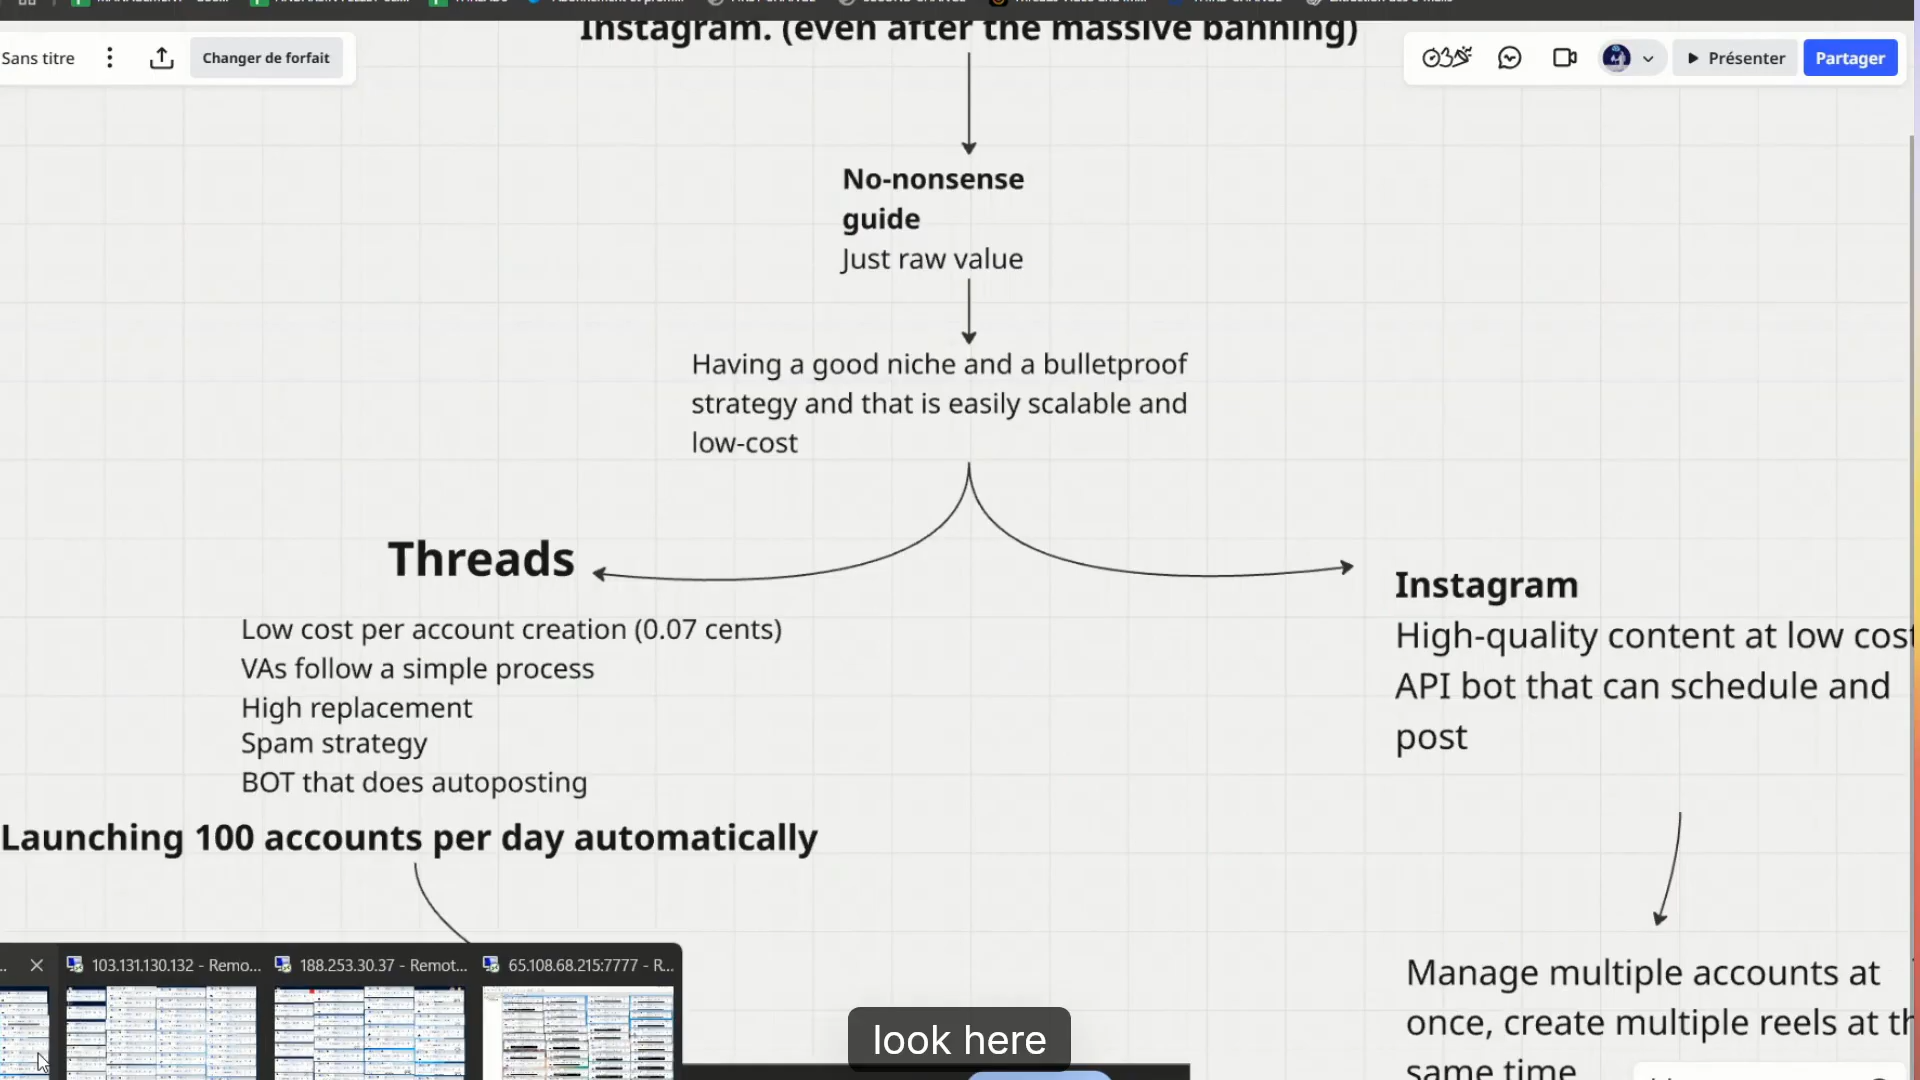 Instagram. (even after the massive banning)
Sans titre
Changer de forfait
Présenter
Partager
No-nonsense
guide
Just raw value
Having a good niche and a bulletproof
strategy and that is easily scalable and
low-cost
Threads
Low cost per account creation (0.07 cents)
VAs follow a simple process
High replacement
Spam strategy
BOT that does autoposting
Launching 100 accounts per day automatically
Instagram
High-quality content at low cost
API bot that can schedule and
post
Manage multiple accounts at
once, create multiple reels at th
same time
103.131.130.132 - Remo...
188.253.30.37 - Remot...
65.108.68.215:7777 - R...
look here